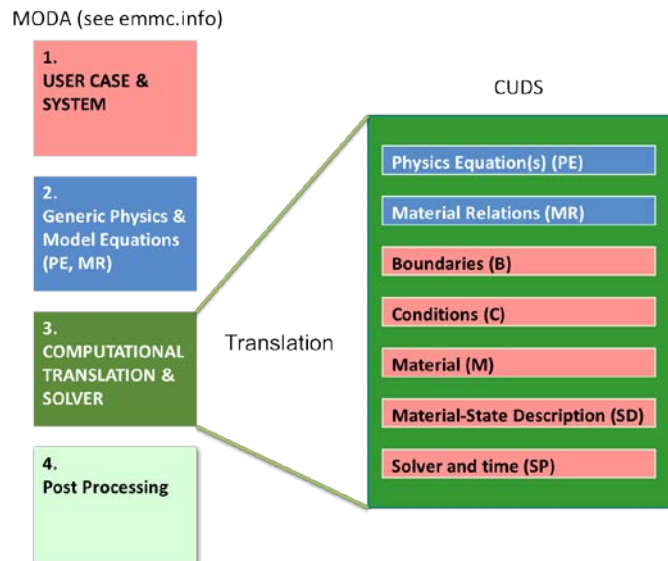 MODA (see emmc.info)
1.
USER CASE &
SYSTEM
2.
Generic Physics &
Model Equations
(PE, MR)
3.
COMPUTATIONAL
TRANSLATION &
SOLVER
4.
Post Processing
Translation
CUDS
Physics Equation(s) (PE)
Material Relations (MR)
Boundaries (B)
Conditions (C)
Material (M)
Material-State Description (SD)
Solver and time (SP)